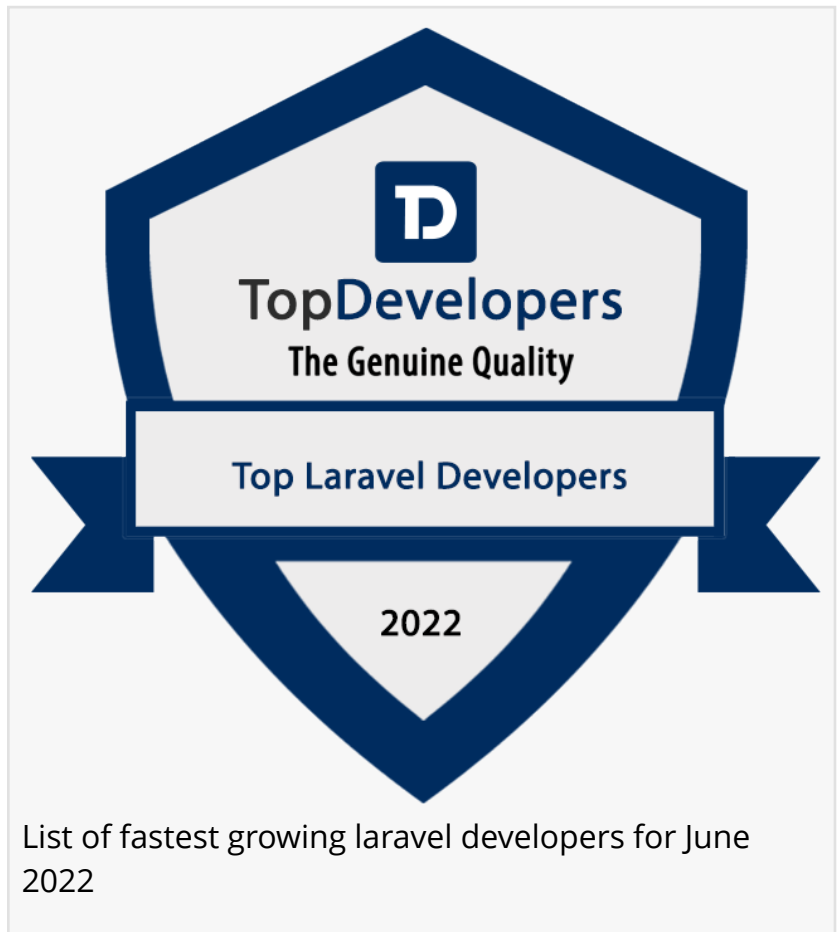 TD
TopDevelopers
The Genuine Quality
Top Laravel Developers
2022
List of fastest growing laravel developers for June
2022